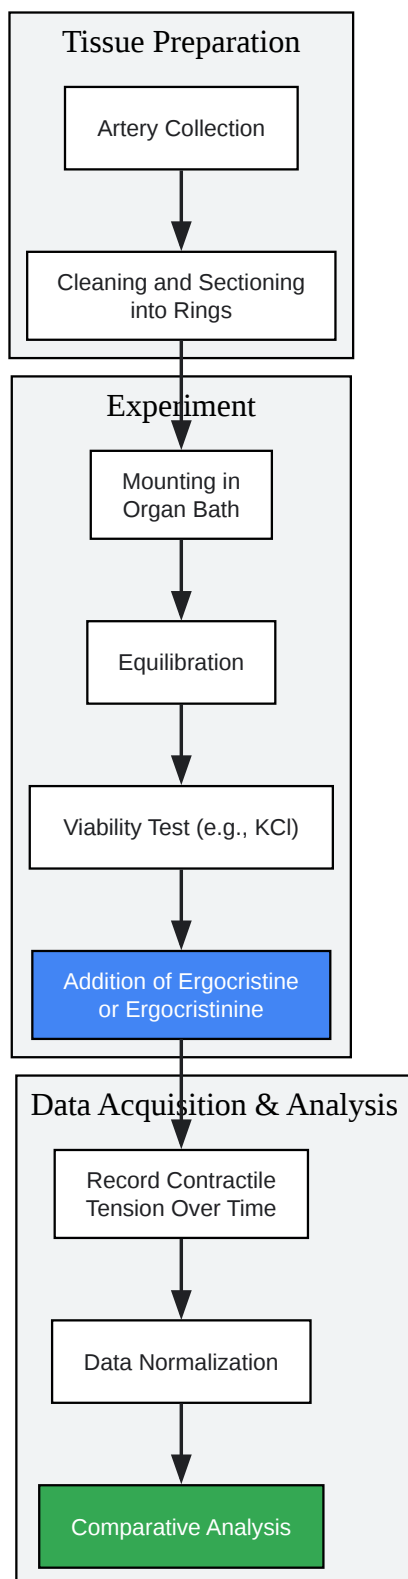 Tissue Preparation
Artery Collection
Cleaning and Sectioning
into Rings
Experiment
Mounting in
Organ Bath
Equilibration
Viability Test (e.g., KCl)
Addition of Ergocristine
or Ergocristinine
Data Acquisition & Analysis
Record Contractile
Tension Over Time
Data Normalization
Comparative Analysis